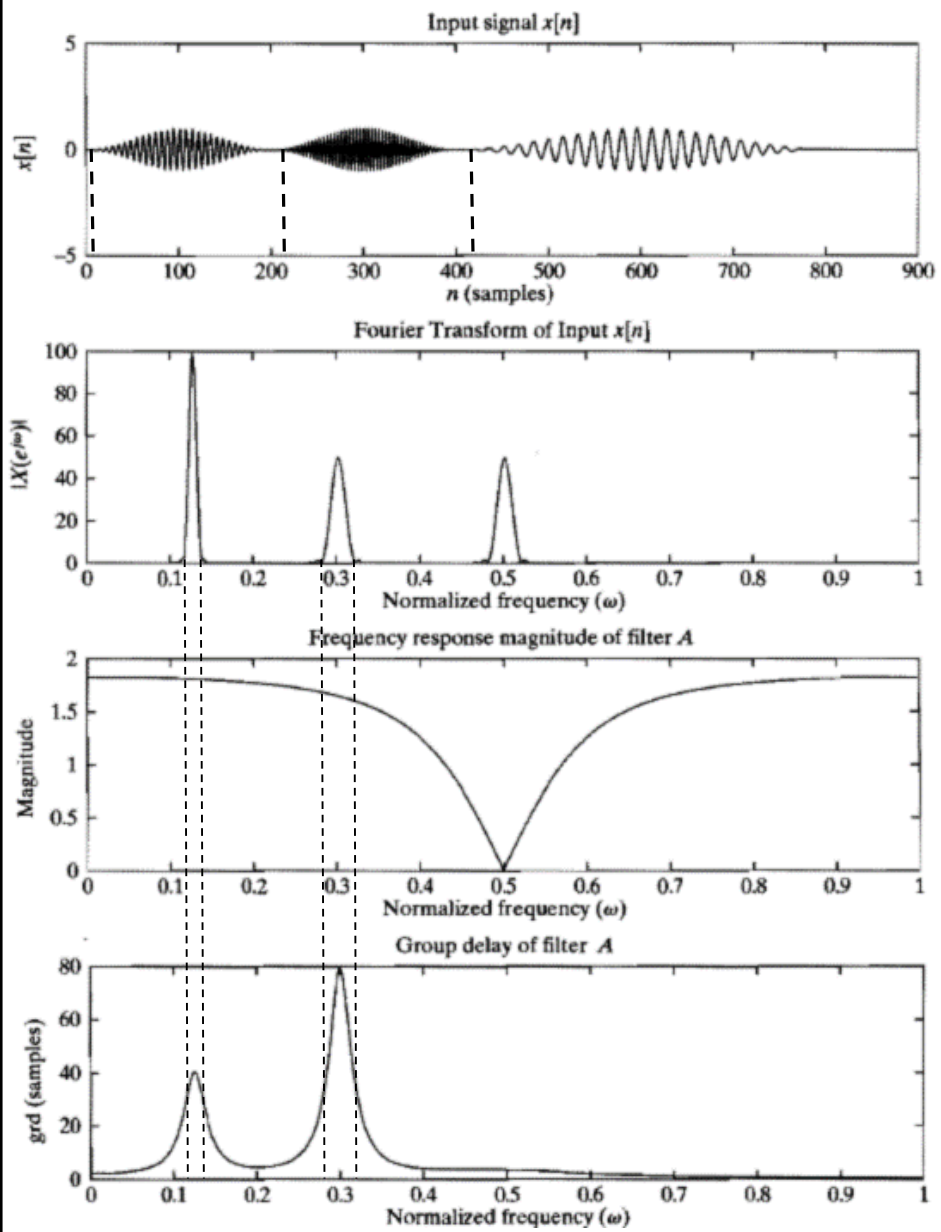 Input signal x[n]
5
0
−5
x[n]
0 100 200 300 400 500 600 700 800 900
n (samples)
Fourier Transform of Input x[n]
100
80
60
40
20
0
|X(e^jω)|
0 0.1 0.2 0.3 0.4 0.5 0.6 0.7 0.8 0.9 1
Normalized frequency (ω)
Frequency response magnitude of filter A
2
1.5
1
0.5
0
Magnitude
0 0.1 0.2 0.3 0.4 0.5 0.6 0.7 0.8 0.9 1
Normalized frequency (ω)
Group delay of filter A
80
60
40
20
0
grd (samples)
0 0.1 0.2 0.3 0.4 0.5 0.6 0.7 0.8 0.9 1
Normalized frequency (ω)